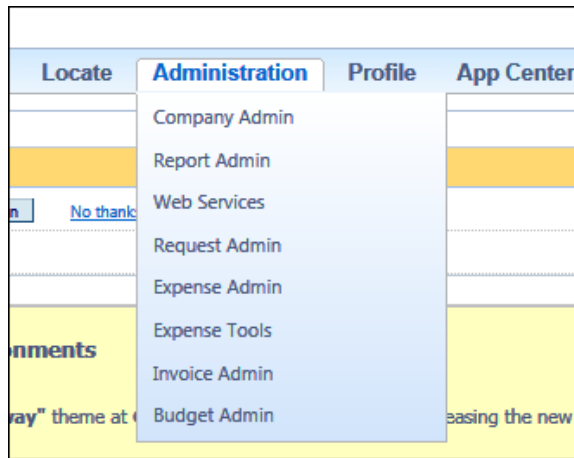 Locate Administration Profile App Center
Company Admin
Report Admin
Web Services
No thank
Request Admin
Expense Admin
Expense Tools
onments
Invoice Admin
way" theme at
easing the new
Budget Admin